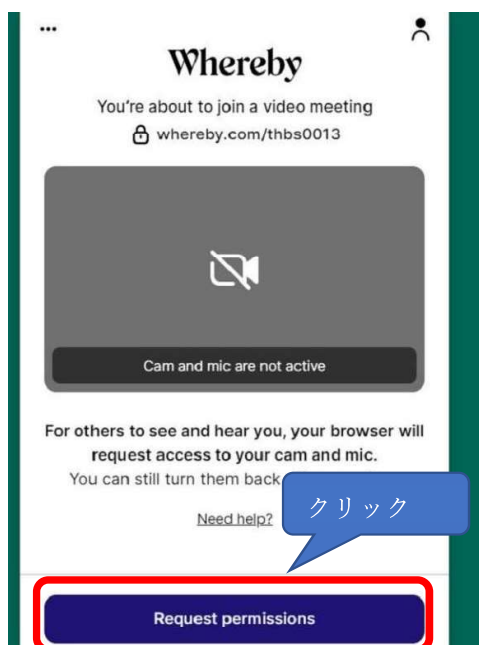 ...
Whereby
You're about to join a video meeting
whereby.com/thbs0013
Cam and mic are not active
For others to see and hear you, your browser will
request access to your cam and mic.
You can still turn them back
クリック
Need help?
Request permissions